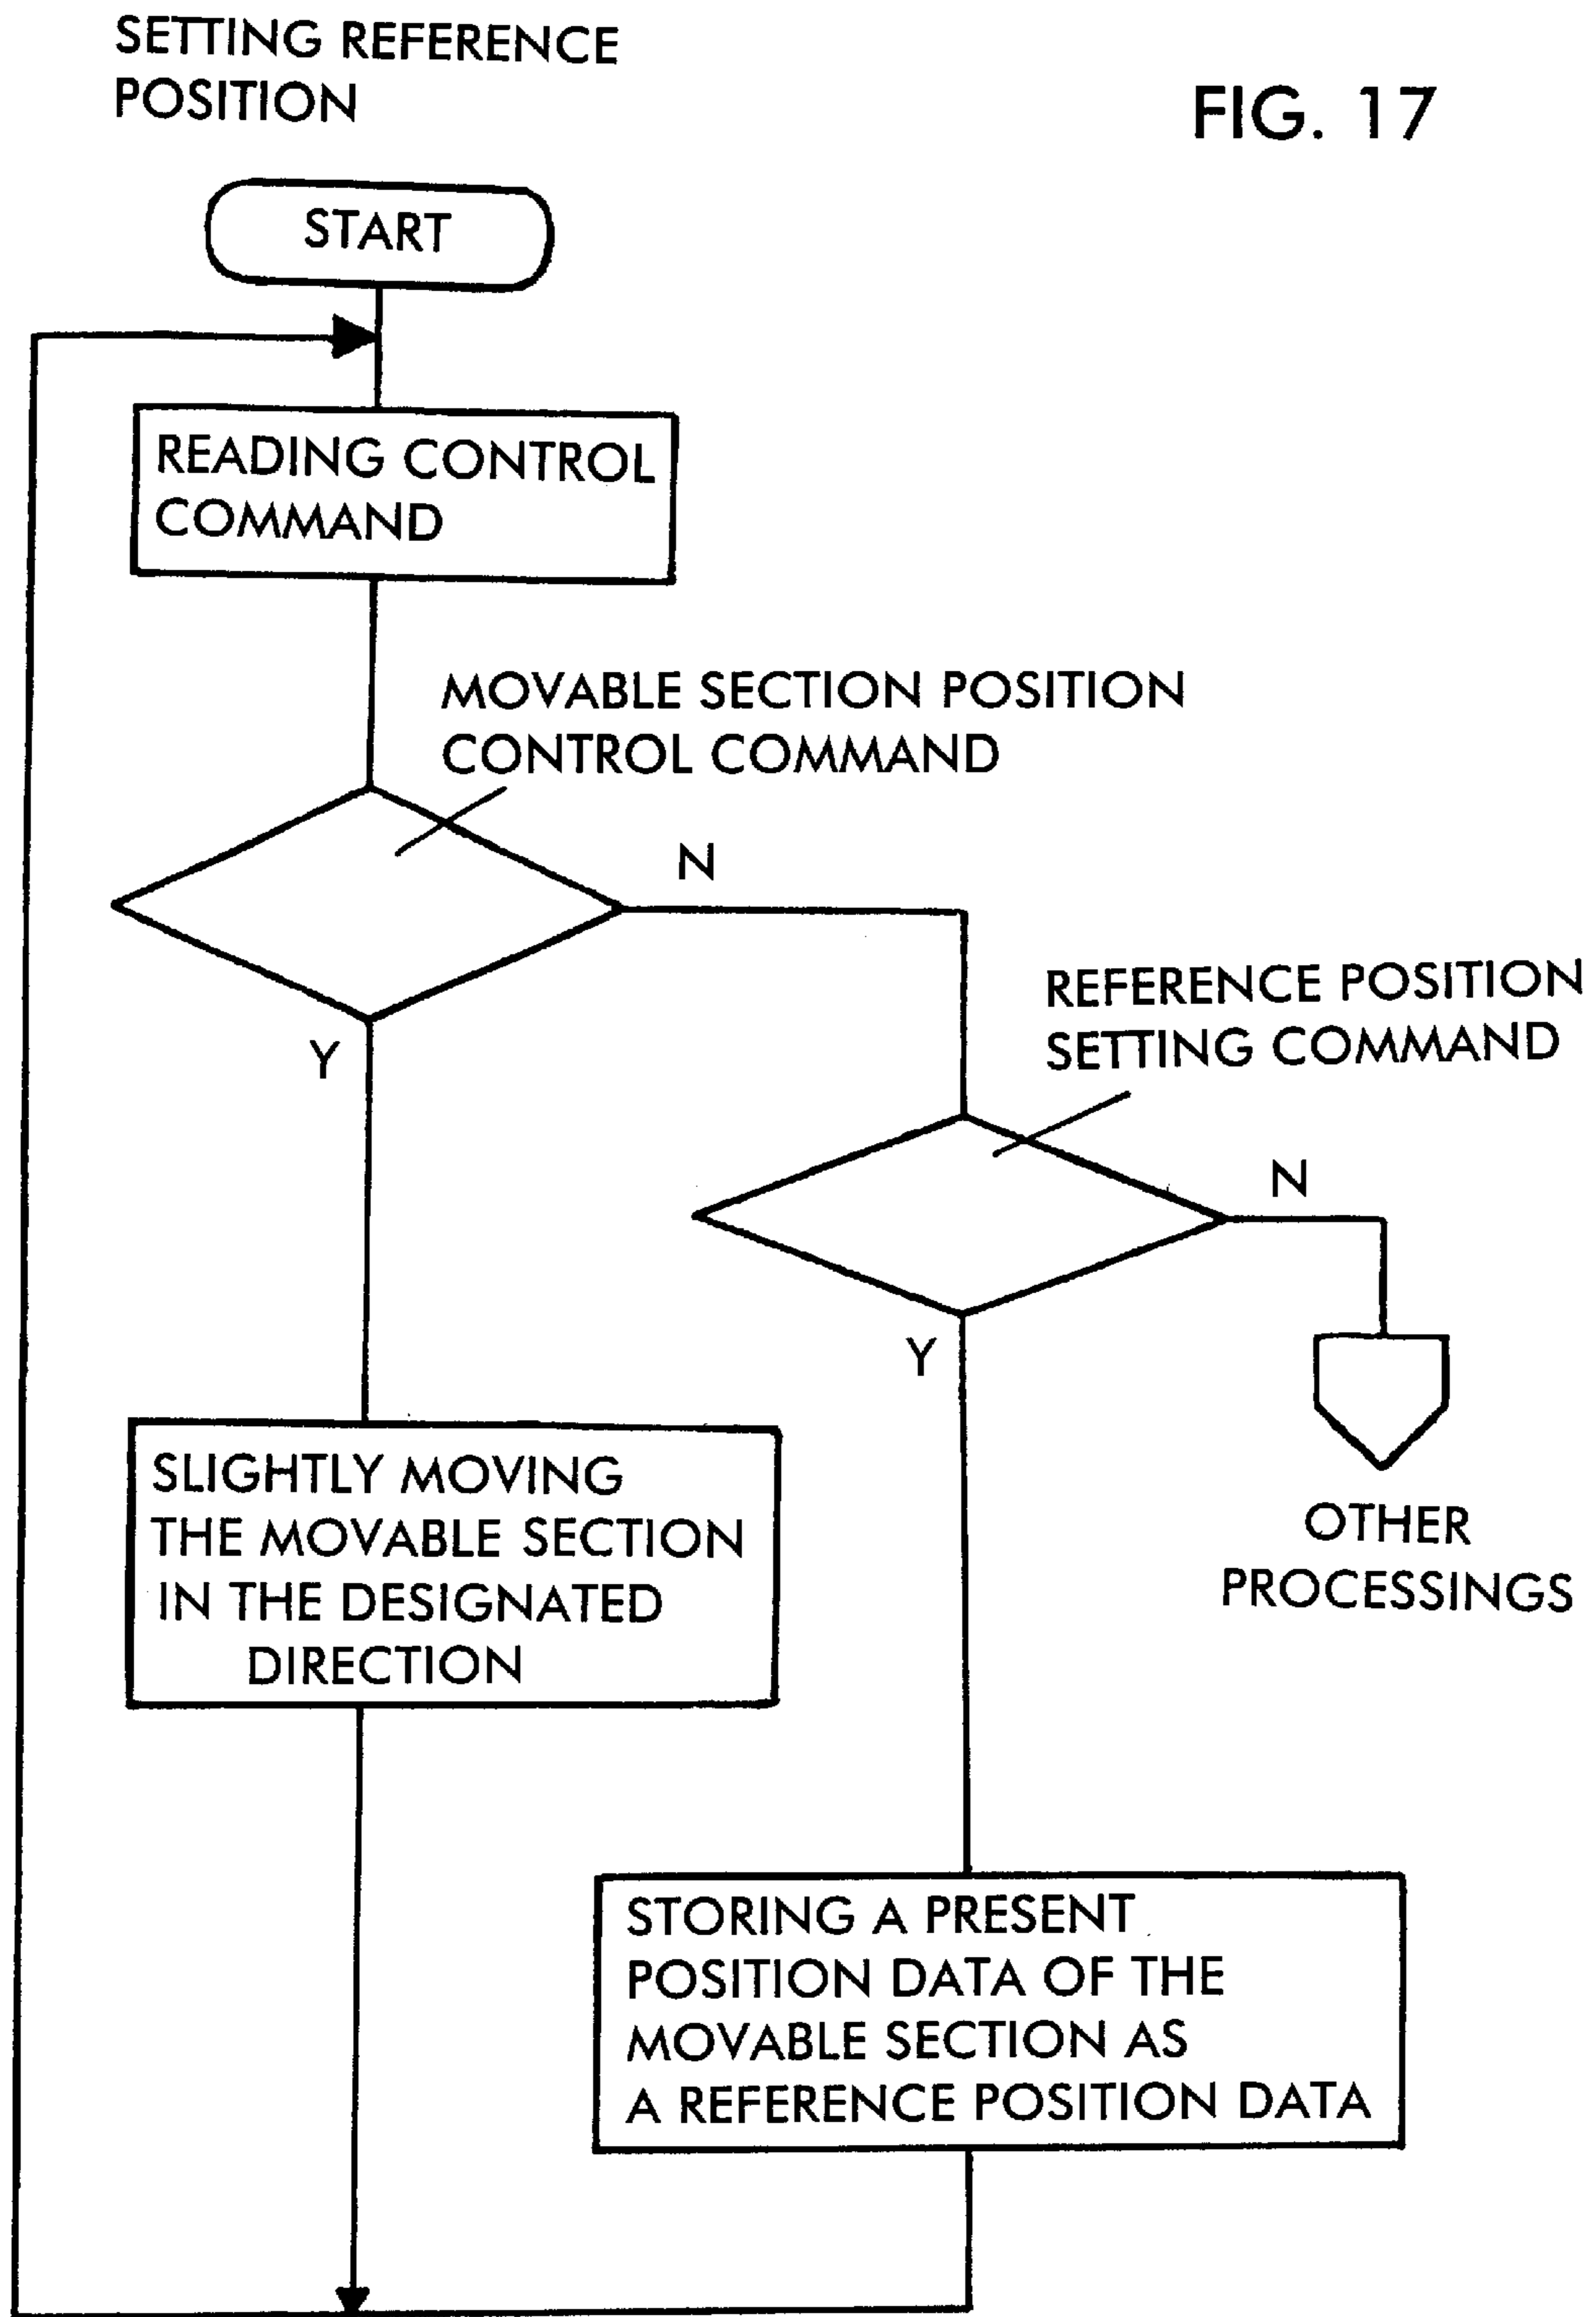 SETTING REFERENCE
POSITION
FIG. 17
START
READING CONTROL
COMMAND
MOVABLE SECTION POSITION
CONTROL COMMAND
N
Y
REFERENCE POSITION
SETTING COMMAND
N
Y
OTHER
PROCESSINGS
SLIGHTLY MOVING
THE MOVABLE SECTION
IN THE DESIGNATED
DIRECTION
STORING A PRESENT
POSITION DATA OF THE
MOVABLE SECTION AS
A REFERENCE POSITION DATA